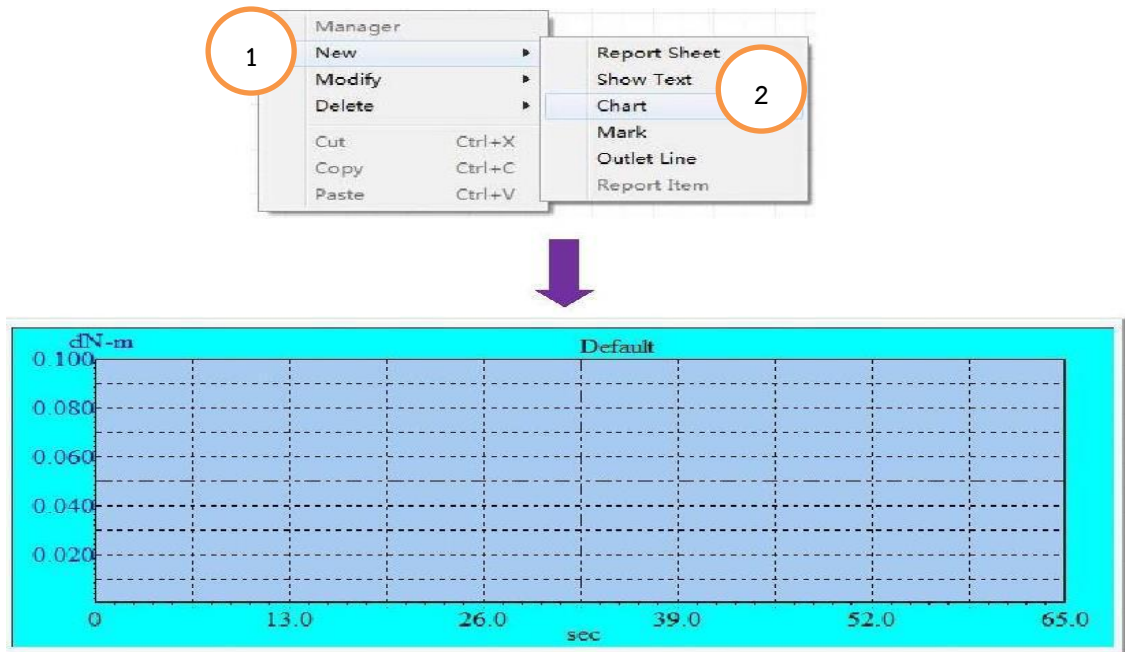 1
Manager
New
Modify
Delete
Cut Ctrl+X
Copy Ctrl+C
Paste Ctrl+V
2
Report Sheet
Show Text
Chart
Mark
Outlet Line
Report Item
dN-m
Default
0.100
0.080
0.060
0.040
0.020
0 13.0 26.0 39.0 52.0 65.0
sec